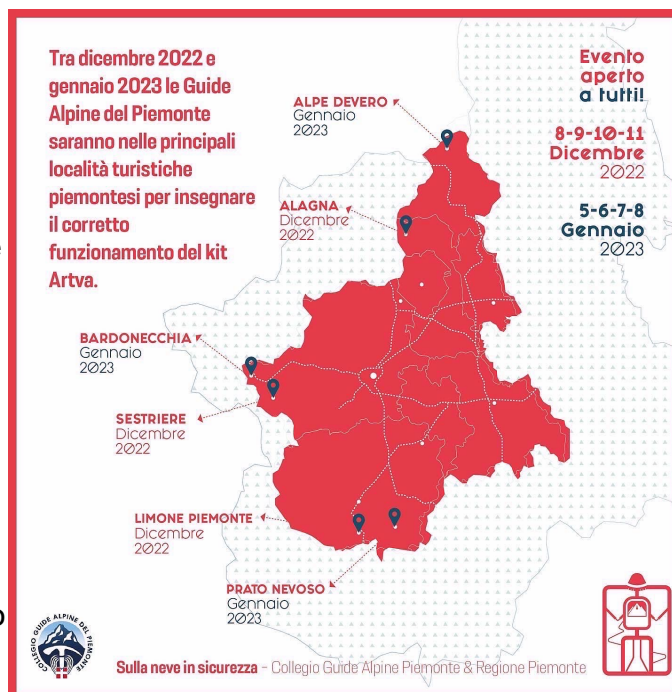 Tra dicembre 2022 e
gennaio 2023 le Guide
Alpine del Piemonte
saranno nelle principali
località turistiche
piemontesi per insegnare
il corretto
funzionamento del kit
Artva.
Evento
aperto
a tutti!
8-9-10-11
Dicembre
2022
5-6-7-8
Gennaio
2023
ALPE DEVERO
Gennaio
2023
ALAGNA
Dicembre
2022
BARDONECCHIA
Gennaio
2023
SESTRIERE
Dicembre
2022
LIMONE PIEMONTE
Dicembre
2022
PRATO NEVOSO
Gennaio
2023
COLLEGIO GUIDE ALPINE DEL PIEMONTE
Sulla neve in sicurezza - Collegio Guide Alpine Piemonte & Regione Piemonte